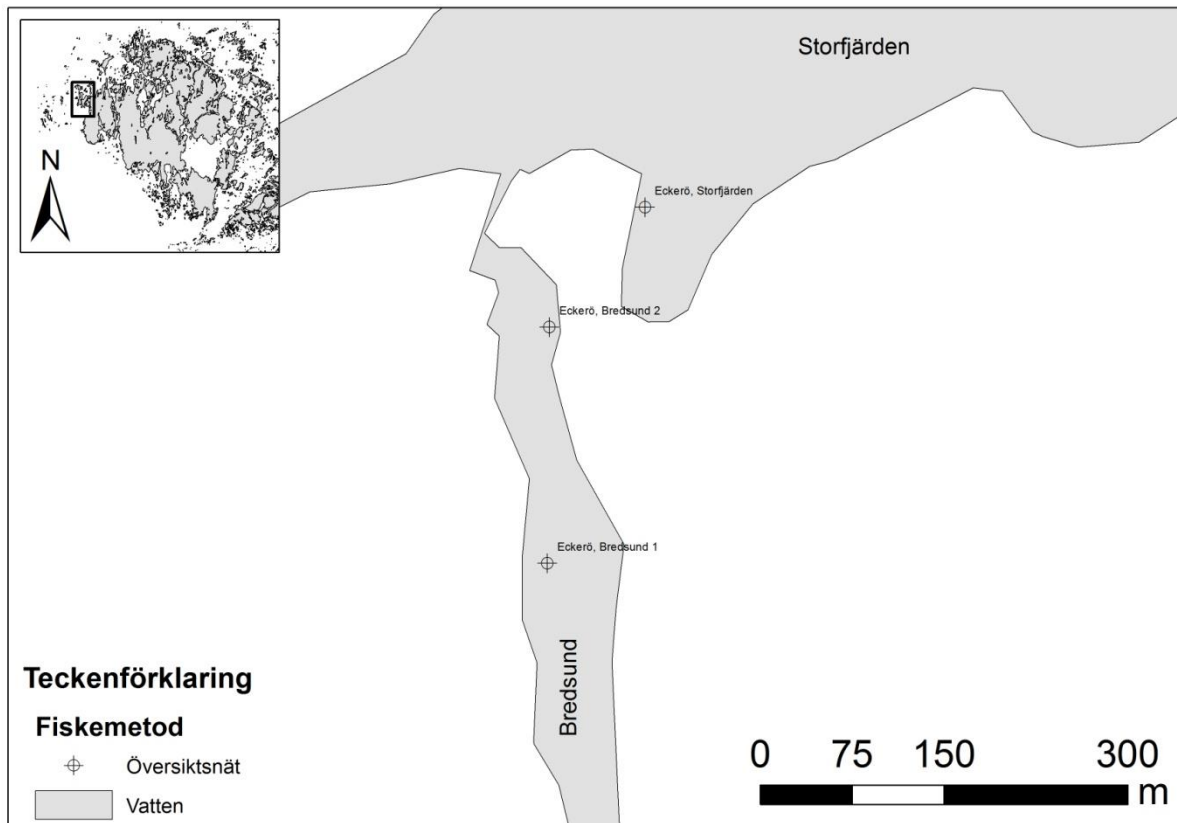 Storfjärden
N
Eckerö, Storfjärden
Eckerö, Bredsund 2
Eckerö, Bredsund 1
Bredsund
Teckenförklaring
Fiskemetod
Översiktsnät
Vatten
0 75 150 300
m